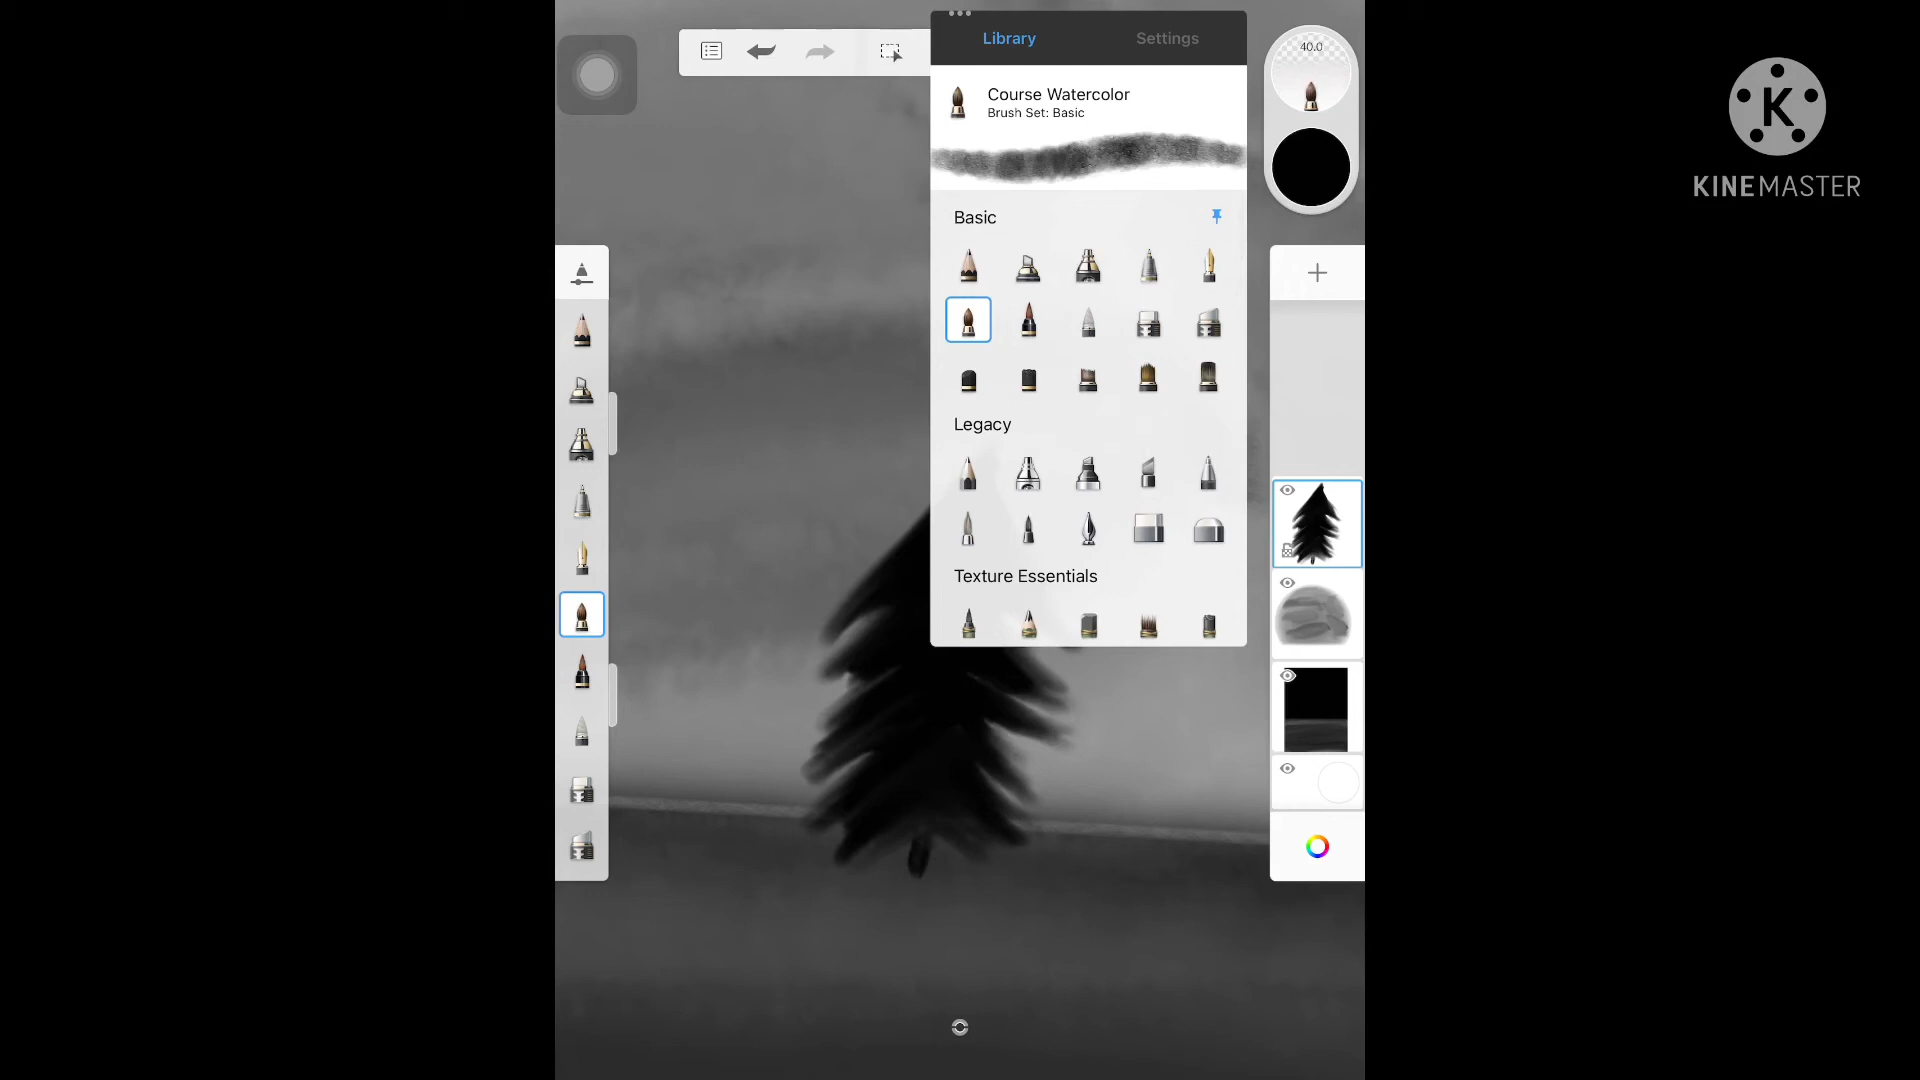 Library
Settings
40.0
Course Watercolor
Brush Set: Basic
K
KINEMASTER
Basic
Legacy
Texture Essentials